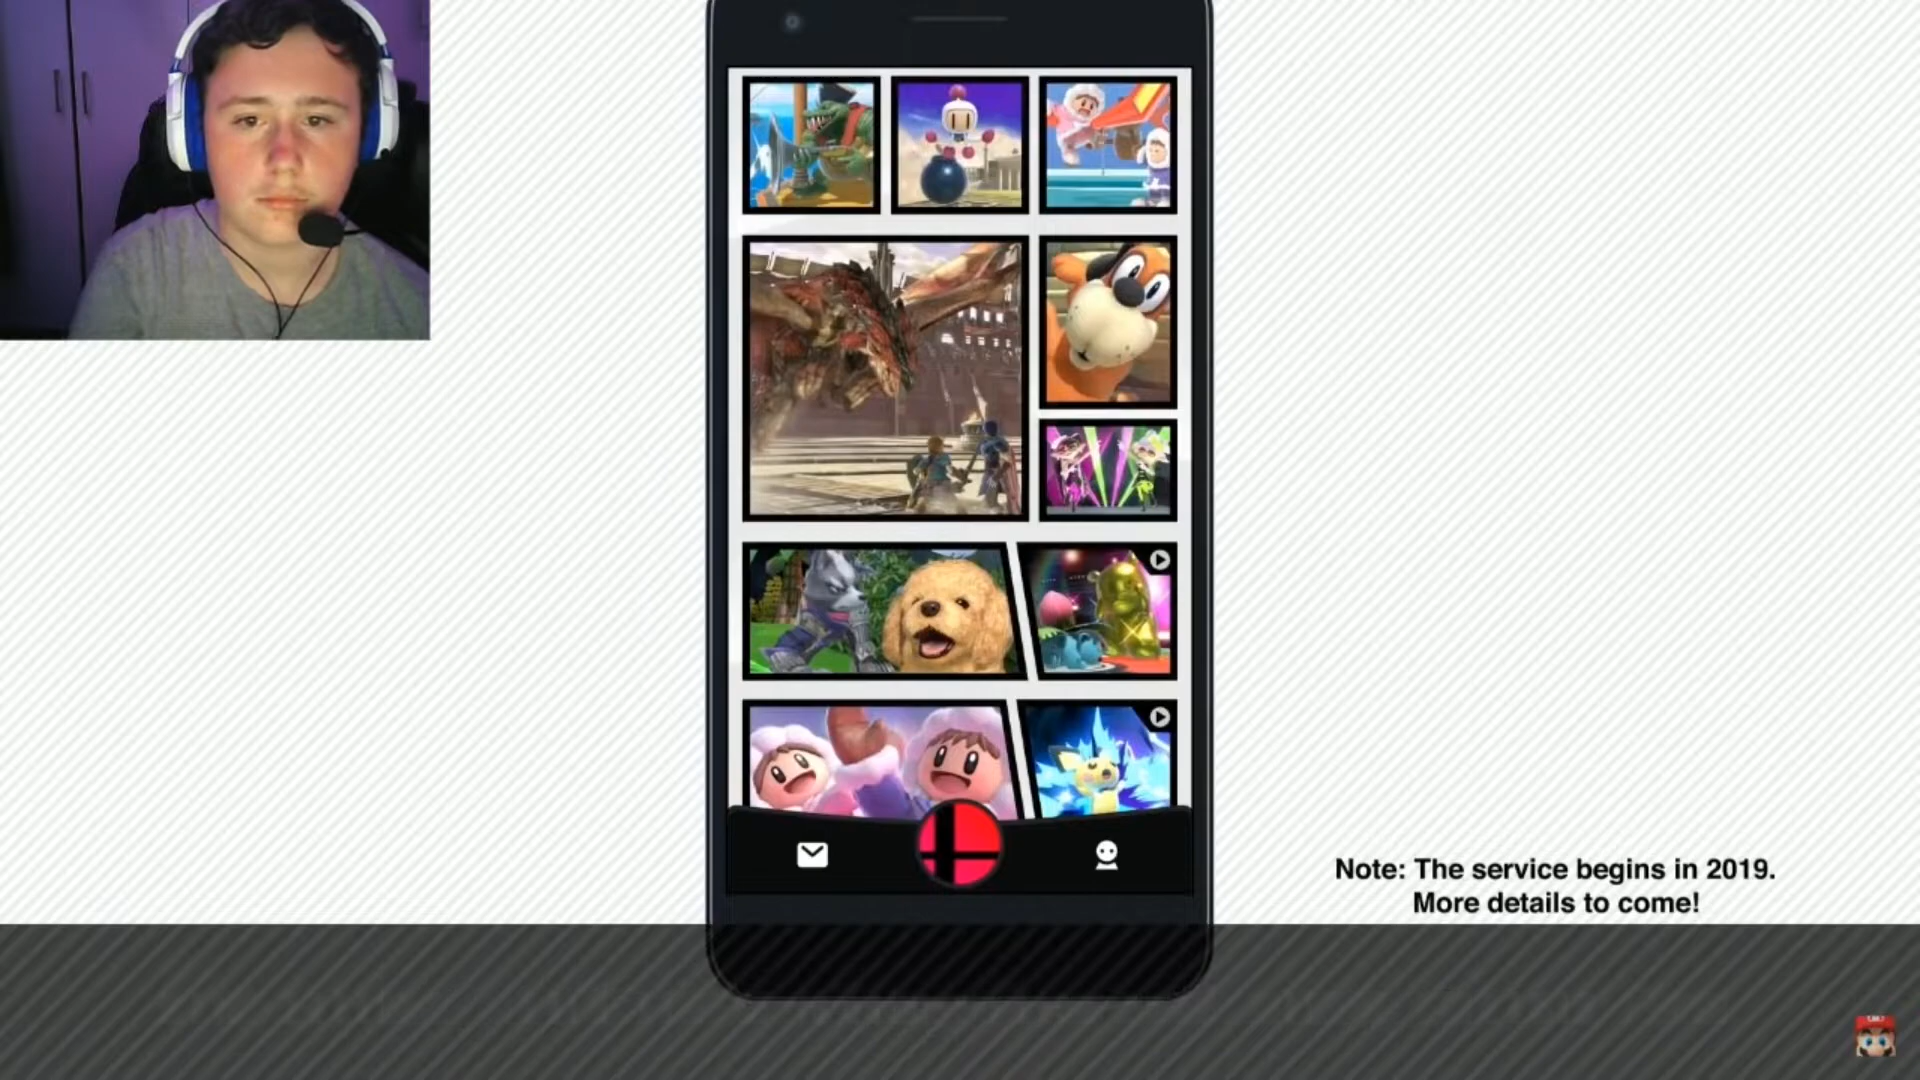 Note: The service begins in 2019.
More details to come!